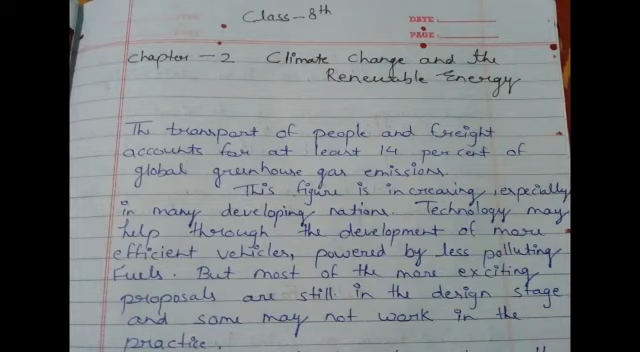 Class-8th
DATE :
PAGE :
Chapter - 2 Climate Change and the
Renewable Energy
The transport of people and freight
accounts for at least 14 per cent of
global greenhouse gas emissions.
This figure is increasing, especially
in many developing nations. Technology may
help through the development of more
efficient vehicles, powered by less polluting
Fuels. But most of the more exciting
proposals are still in the design stage
and some may not work in the
practice.